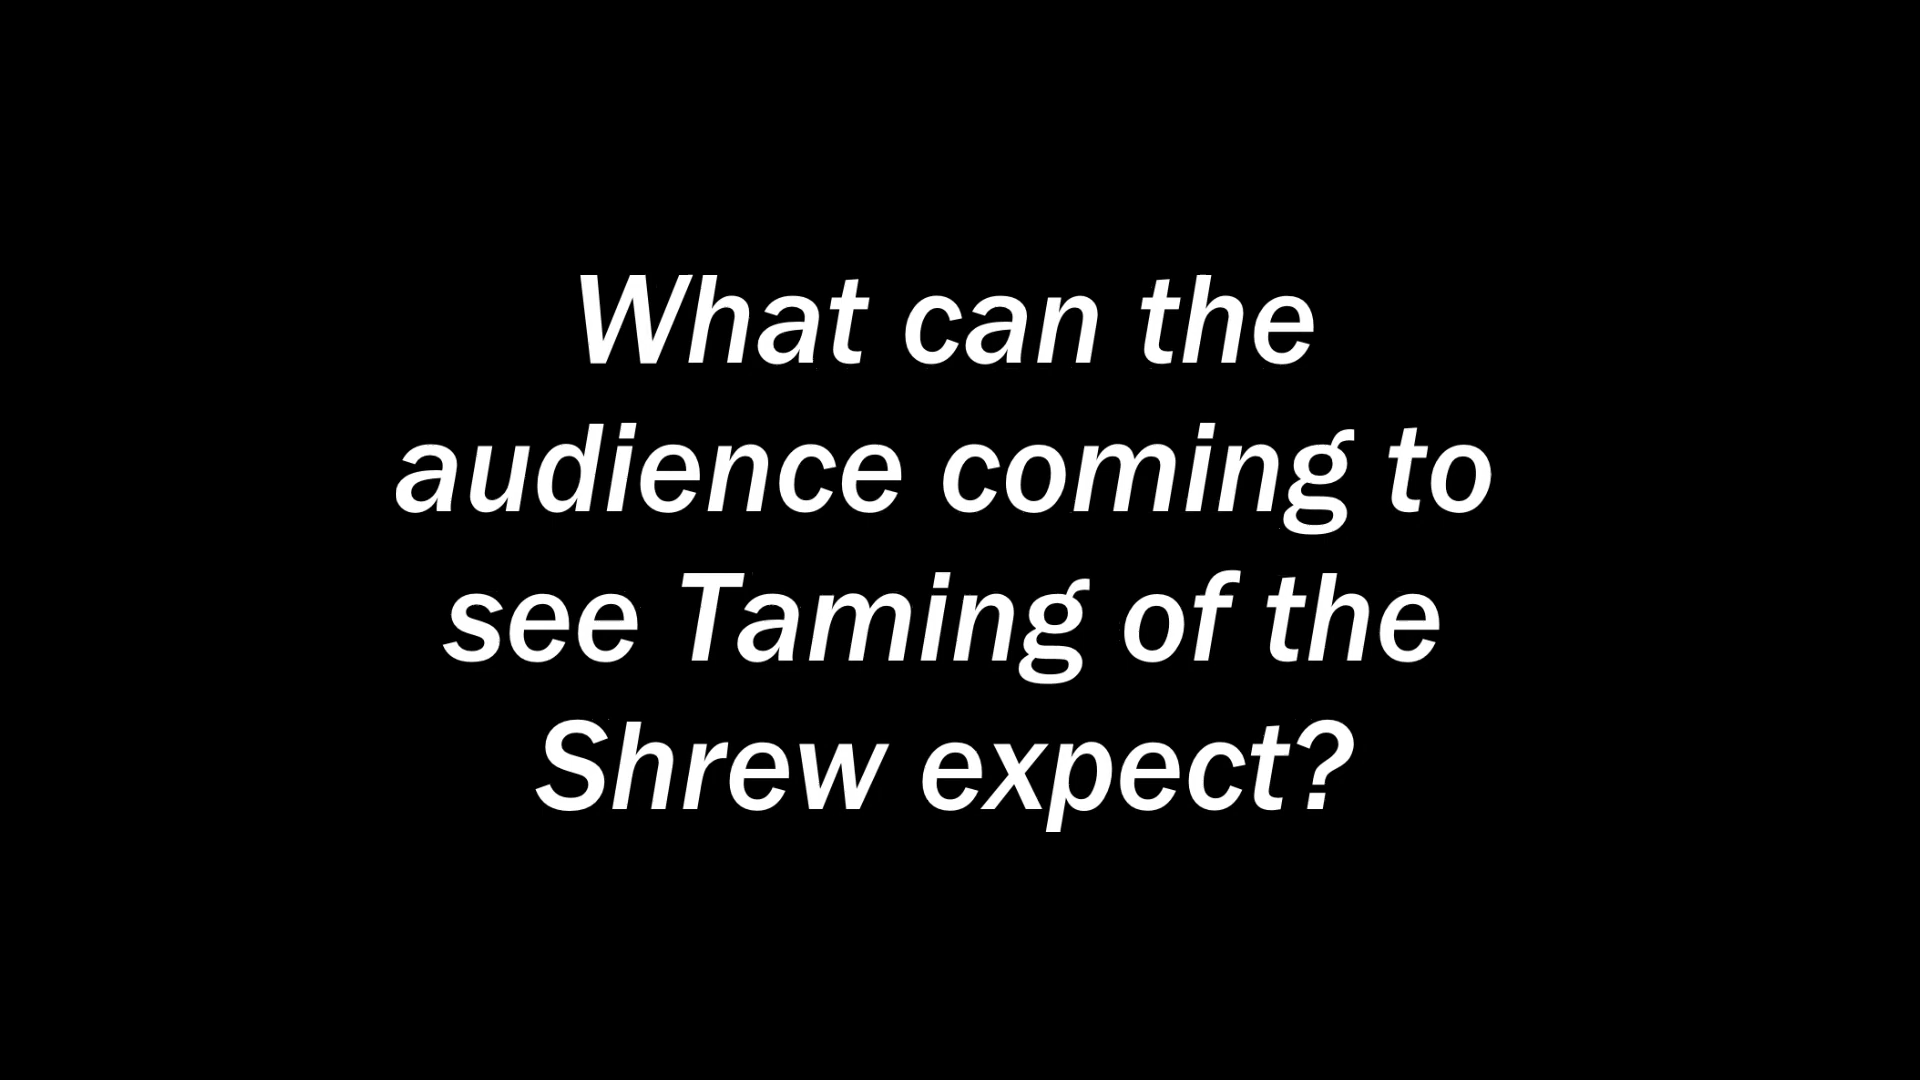 What can the
audience coming to
see Taming of the
Shrew expect?